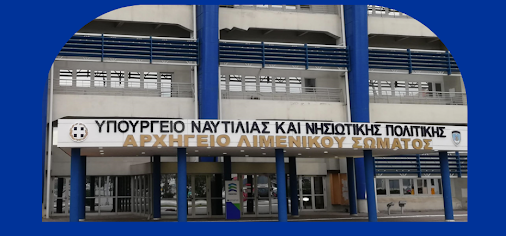 ΥΠΟΥΡΓΕΙΟ ΝΑΥΤΙΛΙΑΣ ΚΑΙ ΝΗΣΙΩΤΙΚΗΣ ΠΟΛΙΤΙΚΗΣ
ΑΡΧΗΓΕΙΟ ΛΙΜΕΝΙΚΟΥ ΣΩΜΑΤΟΣ